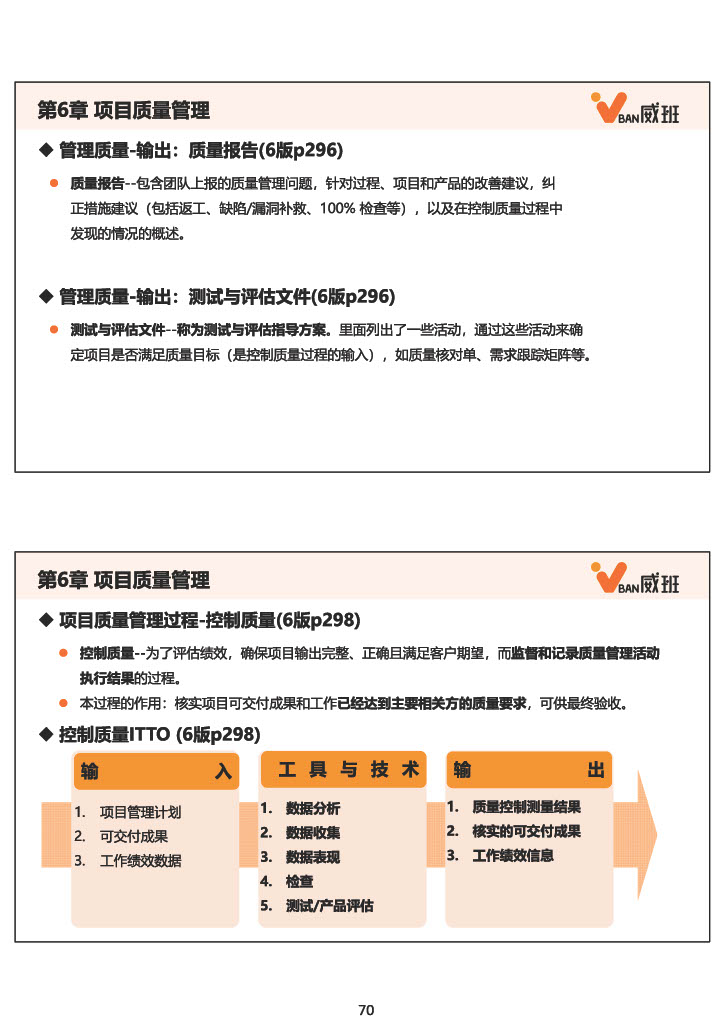 第6章 项目质量管理
BAN威班
◆ 管理质量-输出：质量报告(6版p296)
● 质量报告--包含团队上报的质量管理问题，针对过程、项目和产品的改善建议，纠
正措施建议（包括返工、缺陷/漏洞补救、100% 检查等），以及在控制质量过程中
发现的情况的概述。
◆ 管理质量-输出：测试与评估文件(6版p296)
● 测试与评估文件--称为测试与评估指导方案。里面列出了一些活动，通过这些活动来确
定项目是否满足质量目标（是控制质量过程的输入），如质量核对单、需求跟踪矩阵等。
第6章 项目质量管理
BAN威班
◆ 项目质量管理过程-控制质量(6版p298)
● 控制质量--为了评估绩效，确保项目输出完整、正确且满足客户期望，而监督和记录质量管理活动
执行结果的过程。
● 本过程的作用：核实项目可交付成果和工作已经达到主要相关方的质量要求，可供最终验收。
◆ 控制质量ITTO (6版p298)
输 入
1. 项目管理计划
2. 可交付成果
3. 工作绩效数据
工 具 与 技 术
1. 数据分析
2. 数据收集
3. 数据表现
4. 检查
5. 测试/产品评估
输 出
1. 质量控制测量结果
2. 核实的可交付成果
3. 工作绩效信息
70